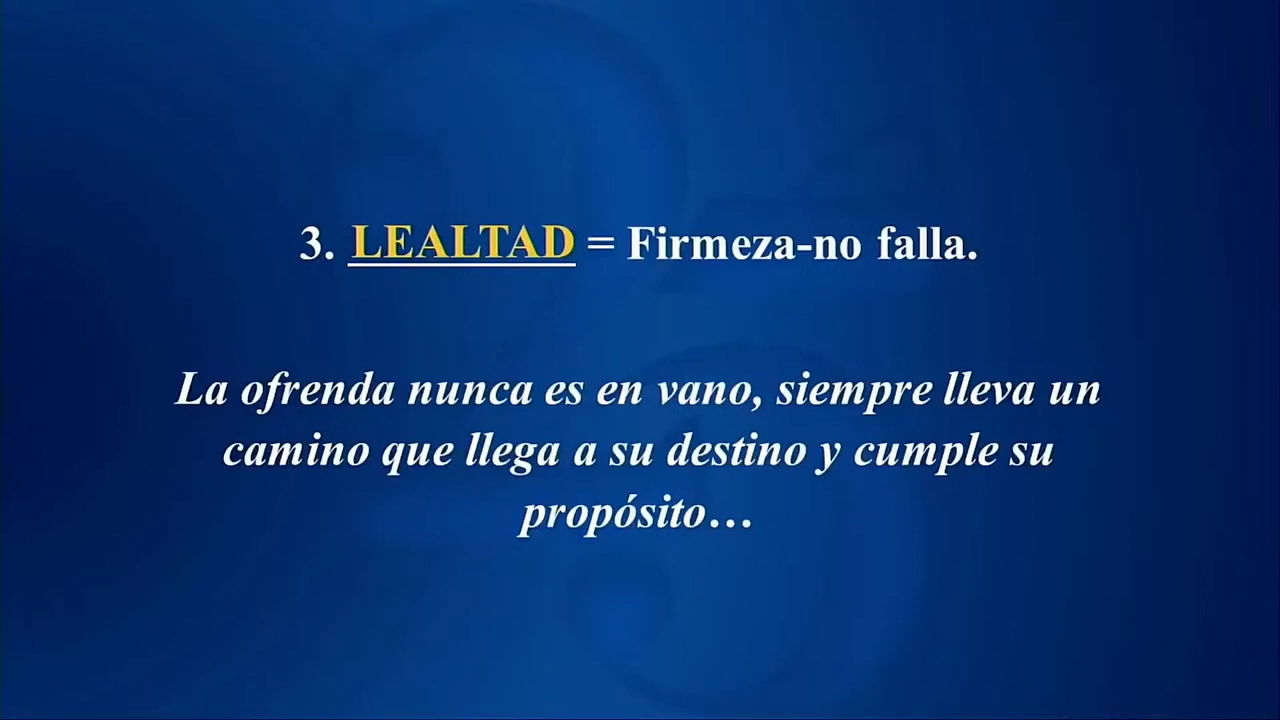 3. LEALTAD = Firmeza-no falla.
La ofrenda nunca es en vano, siempre lleva un
camino que llega a su destino y cumple su
propósito…